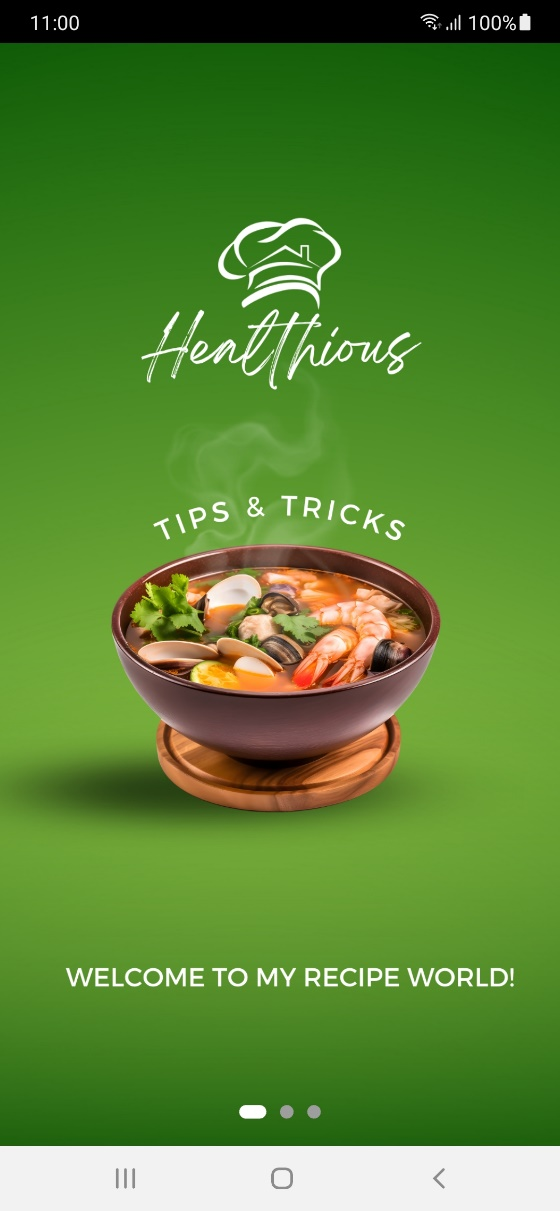 11:00 100%
Healthious
TIPS & TRICKS
WELCOME TO MY RECIPE WORLD!